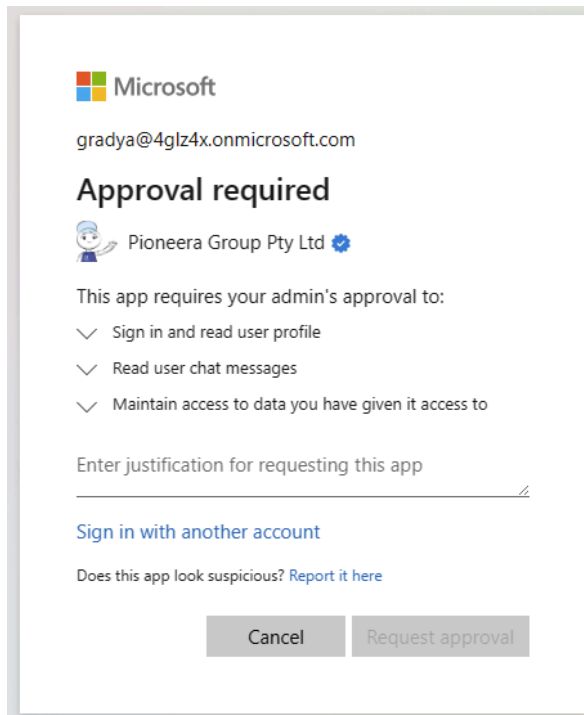 Microsoft
gradya@4glz4x.onmicrosoft.com
Approval required
Pioneera Group Pty Ltd
This app requires your admin's approval to:
Sign in and read user profile
Read user chat messages
Maintain access to data you have given it access to
Enter justification for requesting this app
Sign in with another account
Does this app look suspicious? Report it here
Cancel
Request approval